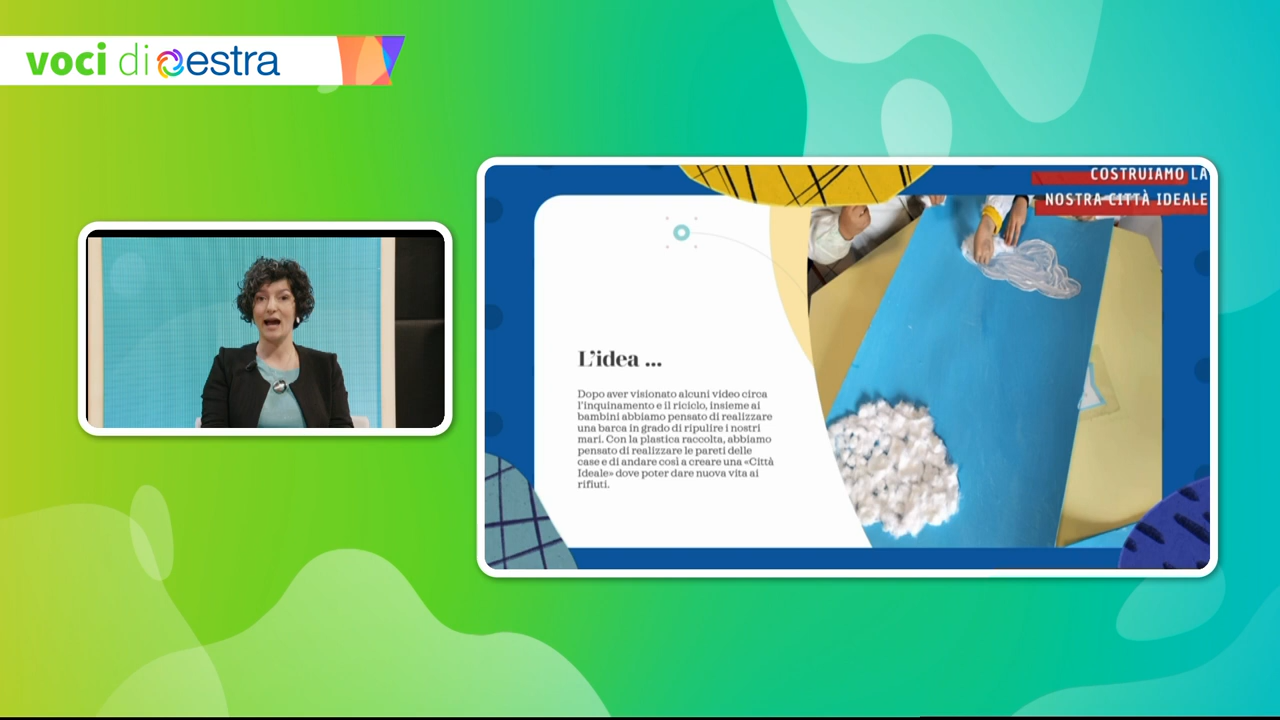 voci di estra
COSTRUIAMO LA
NOSTRA CITTÀ IDEALE
L'idea ...
Dopo aver visionato alcuni video circa
l'inquinamento e il riciclo, insieme ai
bambini abbiamo pensato di realizzare
una barca in grado di ripulire i nostri
mari. Con la plastica raccolta, abbiamo
pensato di realizzare le pareti delle
case e di andare così a creare una «Città
Ideale» dove poter dare nuova vita ai
rifiuti.